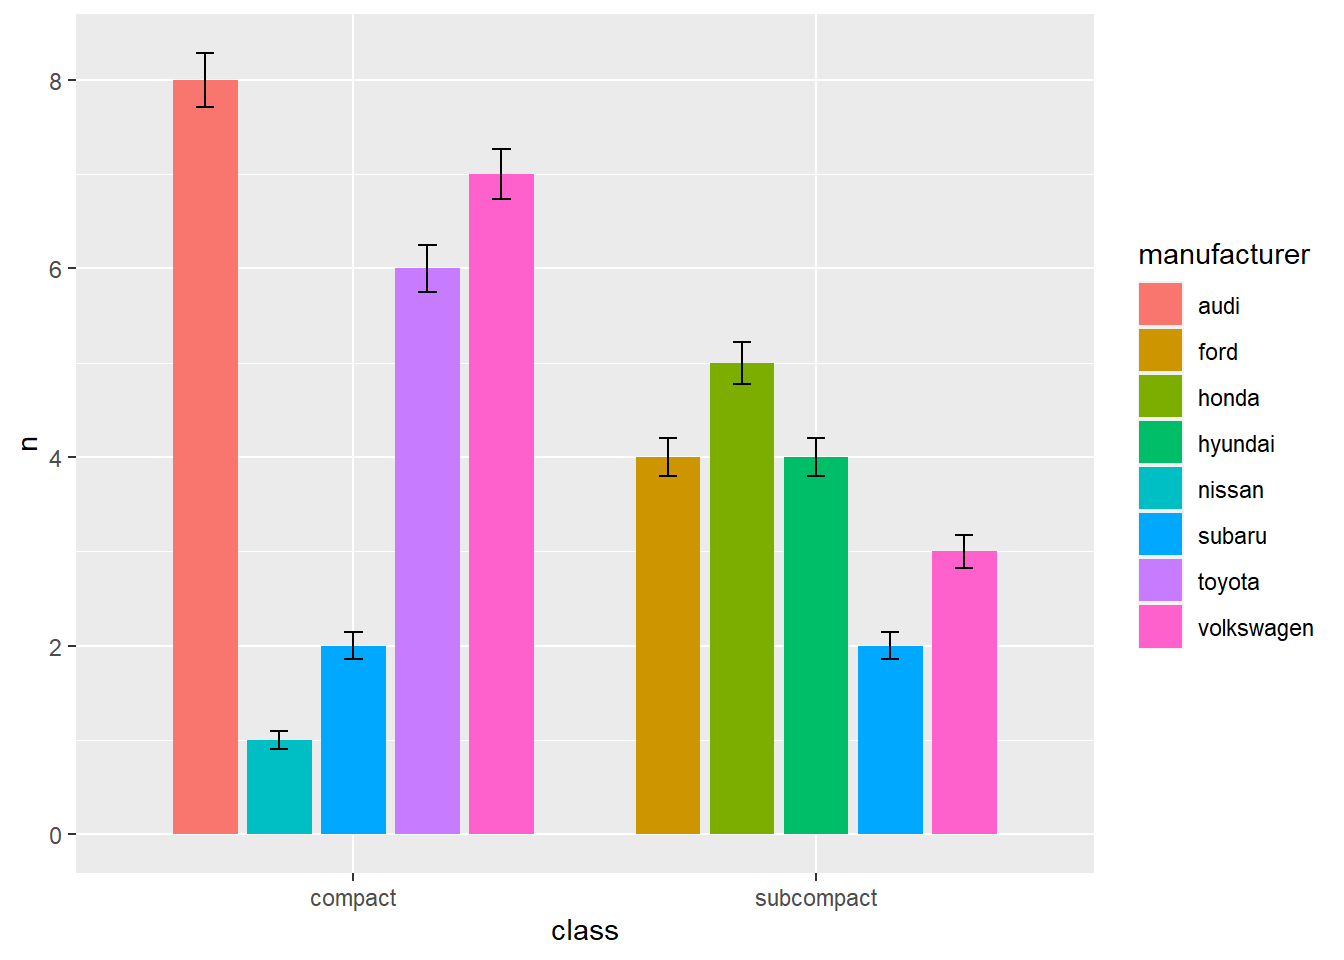 8
6
4
2
0
n
compact
subcompact
class
manufacturer
audi
ford
honda
hyundai
nissan
subaru
toyota
volkswagen